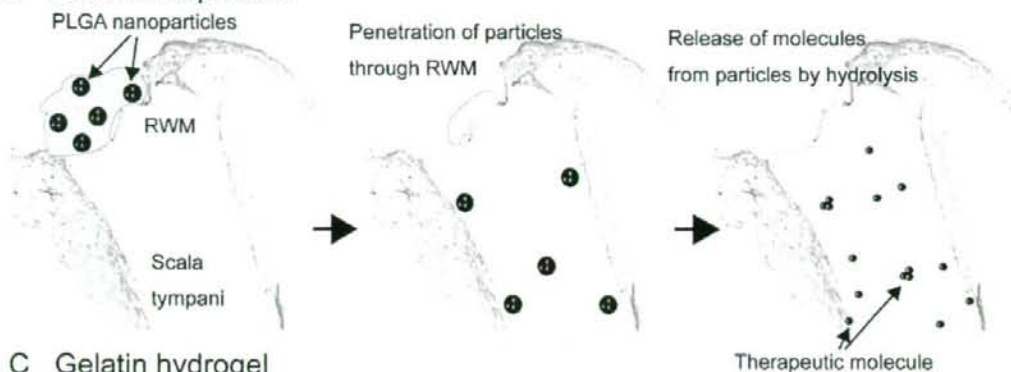 PLGA nanoparticles
RWM
Scala
tympani
Penetration of particles
through RWM
Release of molecules
from particles by hydrolysis
Therapeutic molecule
C Gelatin hydrogel